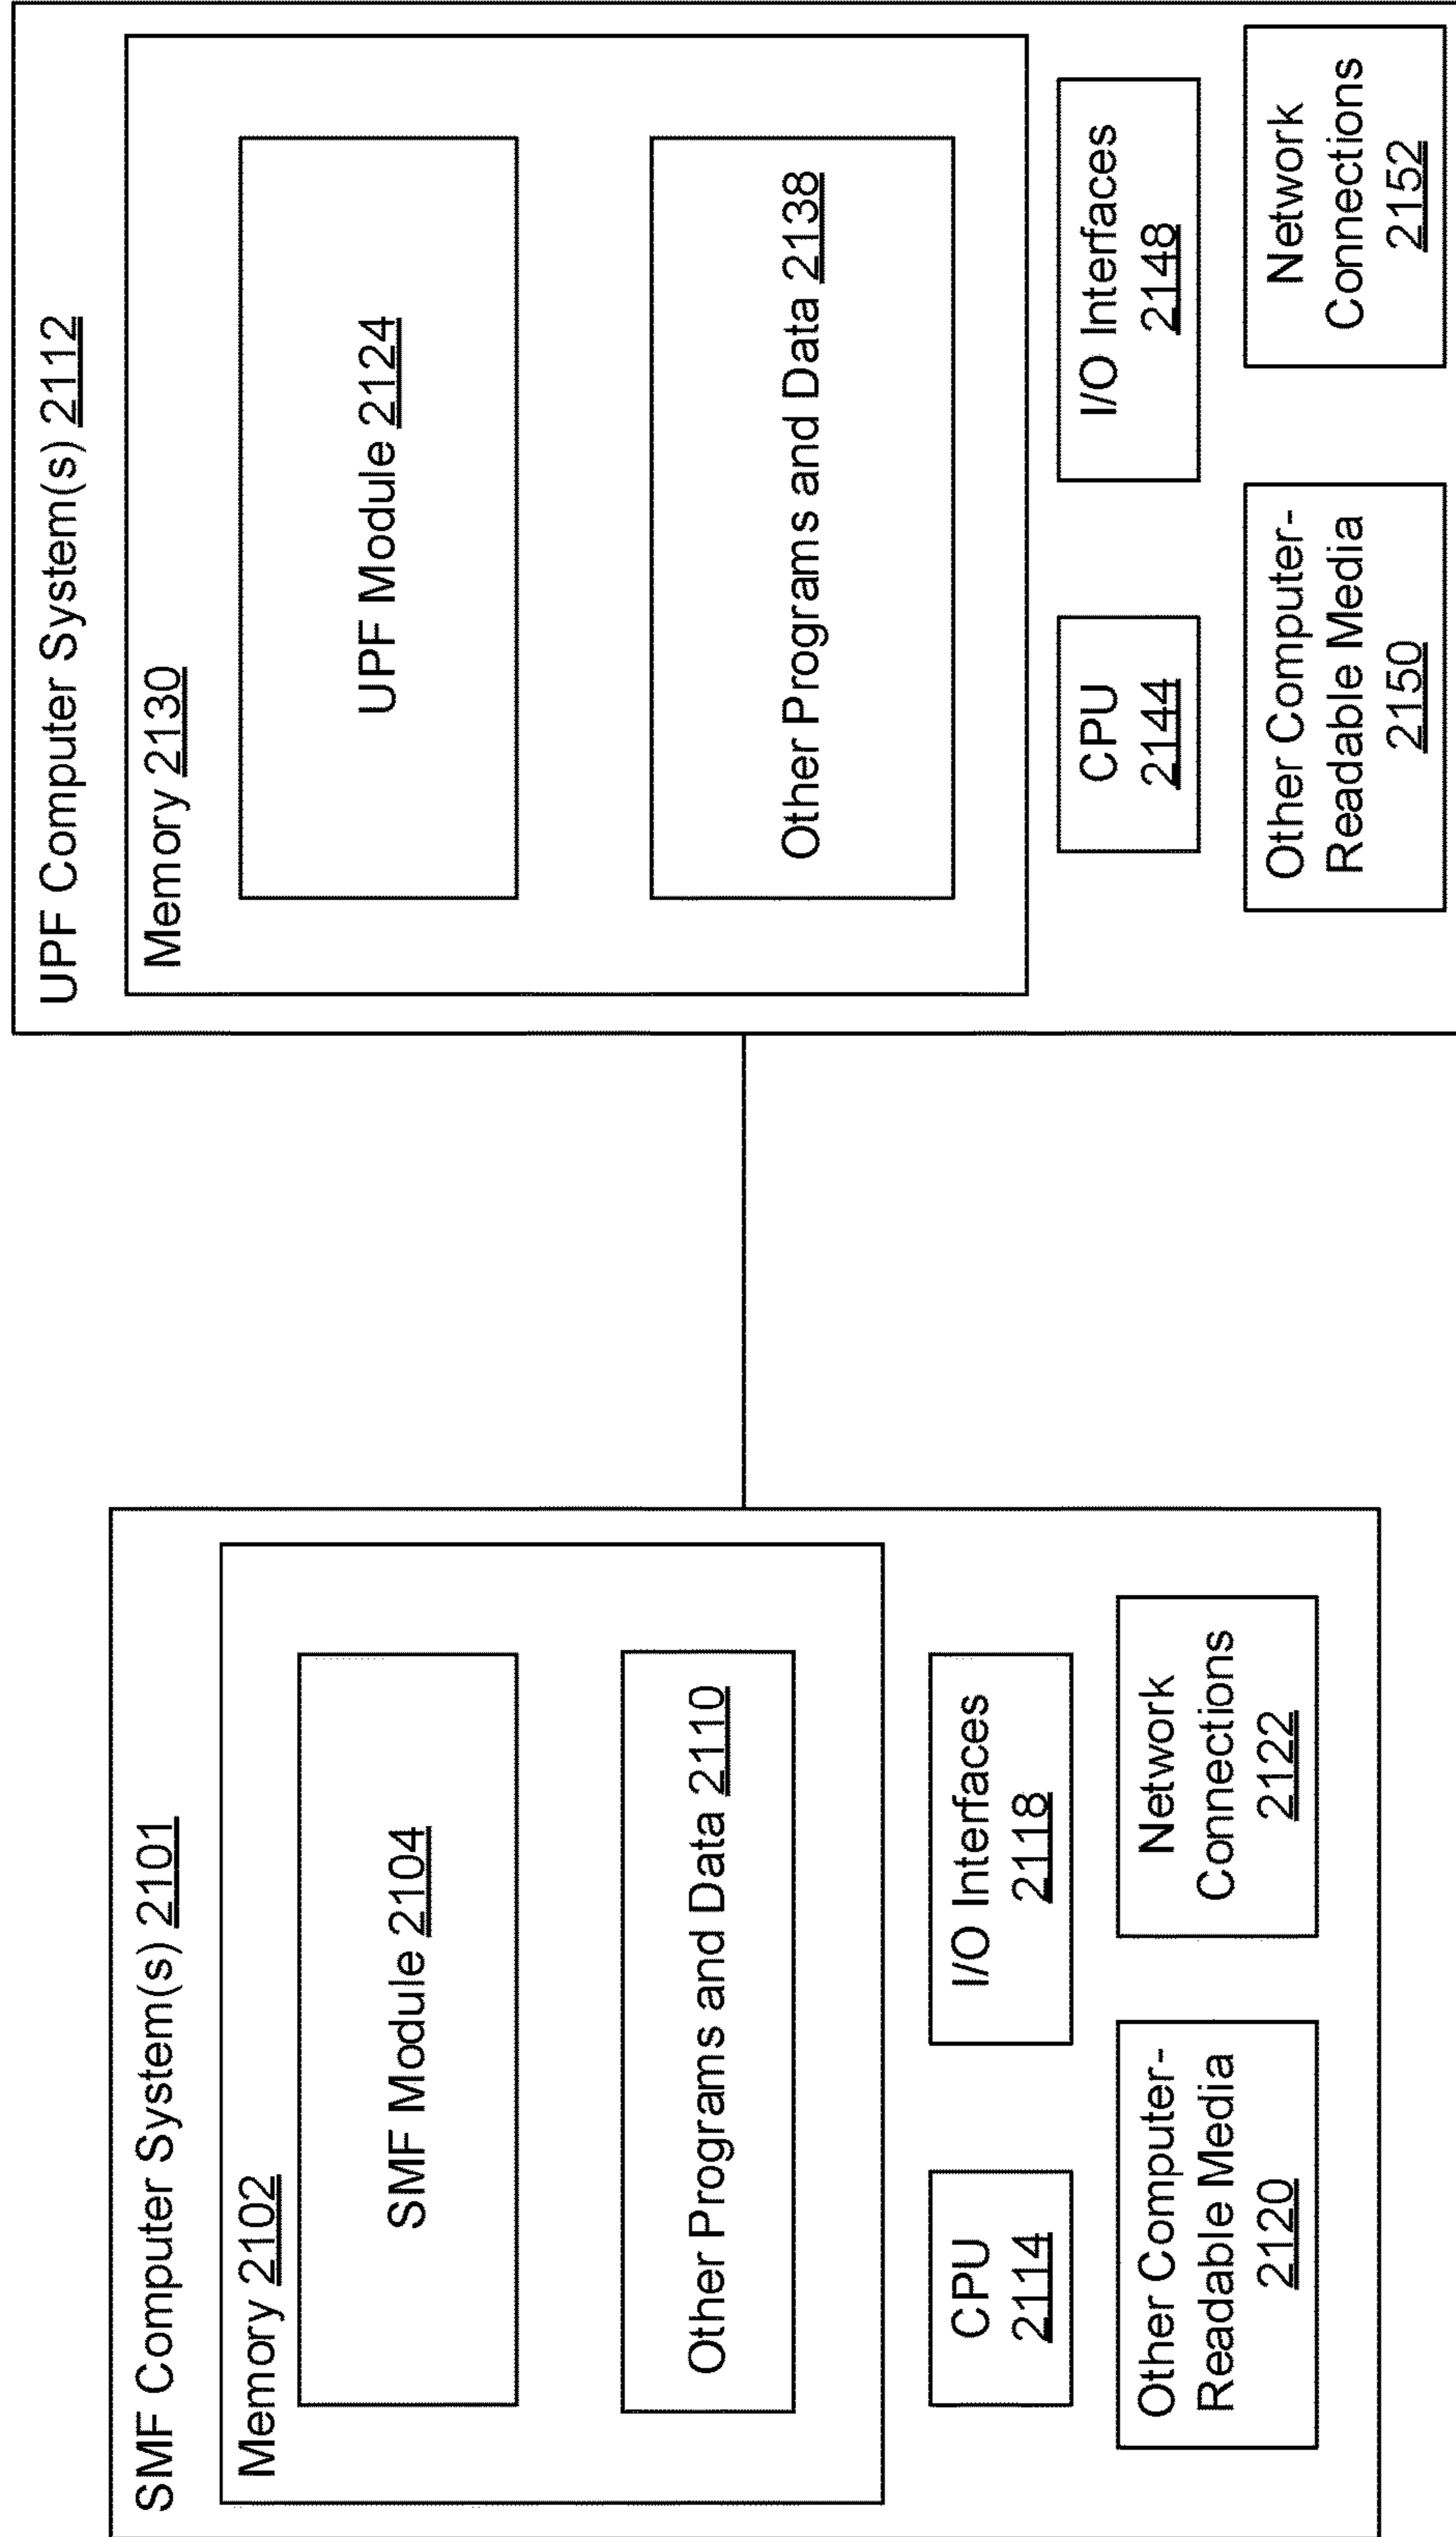 SMF Computer System(s) 2101
Memory 2102
SMF Module 2104
Other Programs and Data 2110
CPU
2114
I/O Interfaces
2118
Other Computer-
Readable Media
2120
Network
Connections
2122
UPF Computer System(s) 2112
Memory 2130
UPF Module 2124
Other Programs and Data 2138
CPU
2144
I/O Interfaces
2148
Other Computer-
Readable Media
2150
Network
Connections
2152